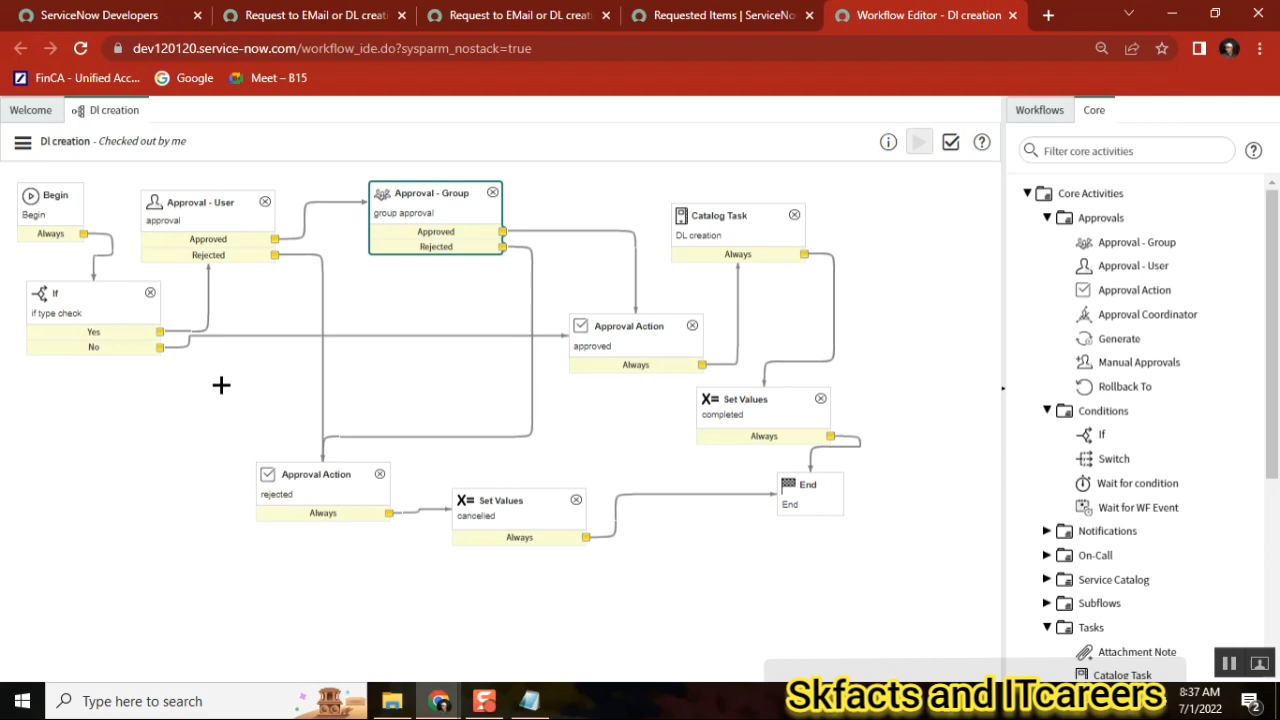 ServiceNow Developers
Request to EMail or DL creati
Request to EMail or DL creati
Requested Items | ServiceNo
Workflow Editor - Dl creation
dev120120.service-now.com/workflow_ide.do?sysparm_nostack=true
FinCA - Unified Acc...
Google
Meet – B15
Welcome
Dl creation
Workflows
Core
Dl creation - Checked out by me
Filter core activities
Begin
Begin
Always
Approval - User
approval
Approved
Rejected
Approval - Group
group approval
Approved
Rejected
Catalog Task
DL creation
Always
If
if type check
Yes
No
Approval Action
approved
Always
Set Values
completed
Always
Approval Action
rejected
Always
Set Values
cancelled
Always
End
End
Core Activities
Approvals
Approval - Group
Approval - User
Approval Action
Approval Coordinator
Generate
Manual Approvals
Rollback To
Conditions
If
Switch
Wait for condition
Wait for WF Event
Notifications
On-Call
Service Catalog
Subflows
Tasks
Attachment Note
Catalog Task
Type here to search
Skfacts and ITcareers
8:37 AM
7/1/2022
2